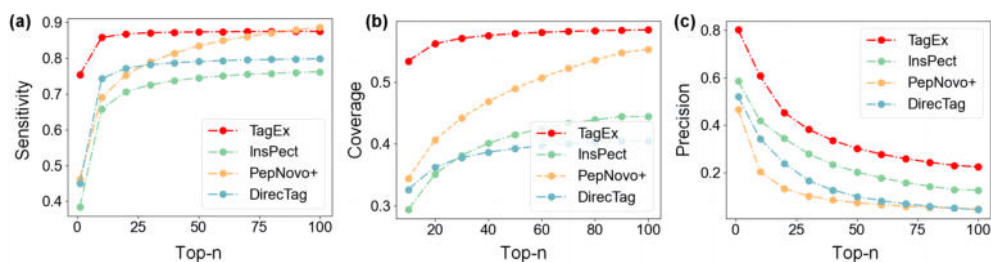 (a)
0.9
0.8
0.7
0.6
0.5
0.4
Sensitivity
TagEx
InsPect
PepNovo+
DirecTag
0 25 50 75 100
Top-n
(b)
0.5
0.4
0.3
Coverage
TagEx
InsPect
PepNovo+
DirecTag
20 40 60 80 100
Top-n
(c)
0.8
0.6
0.4
0.2
Precision
TagEx
InsPect
PepNovo+
DirecTag
0 25 50 75 100
Top-n